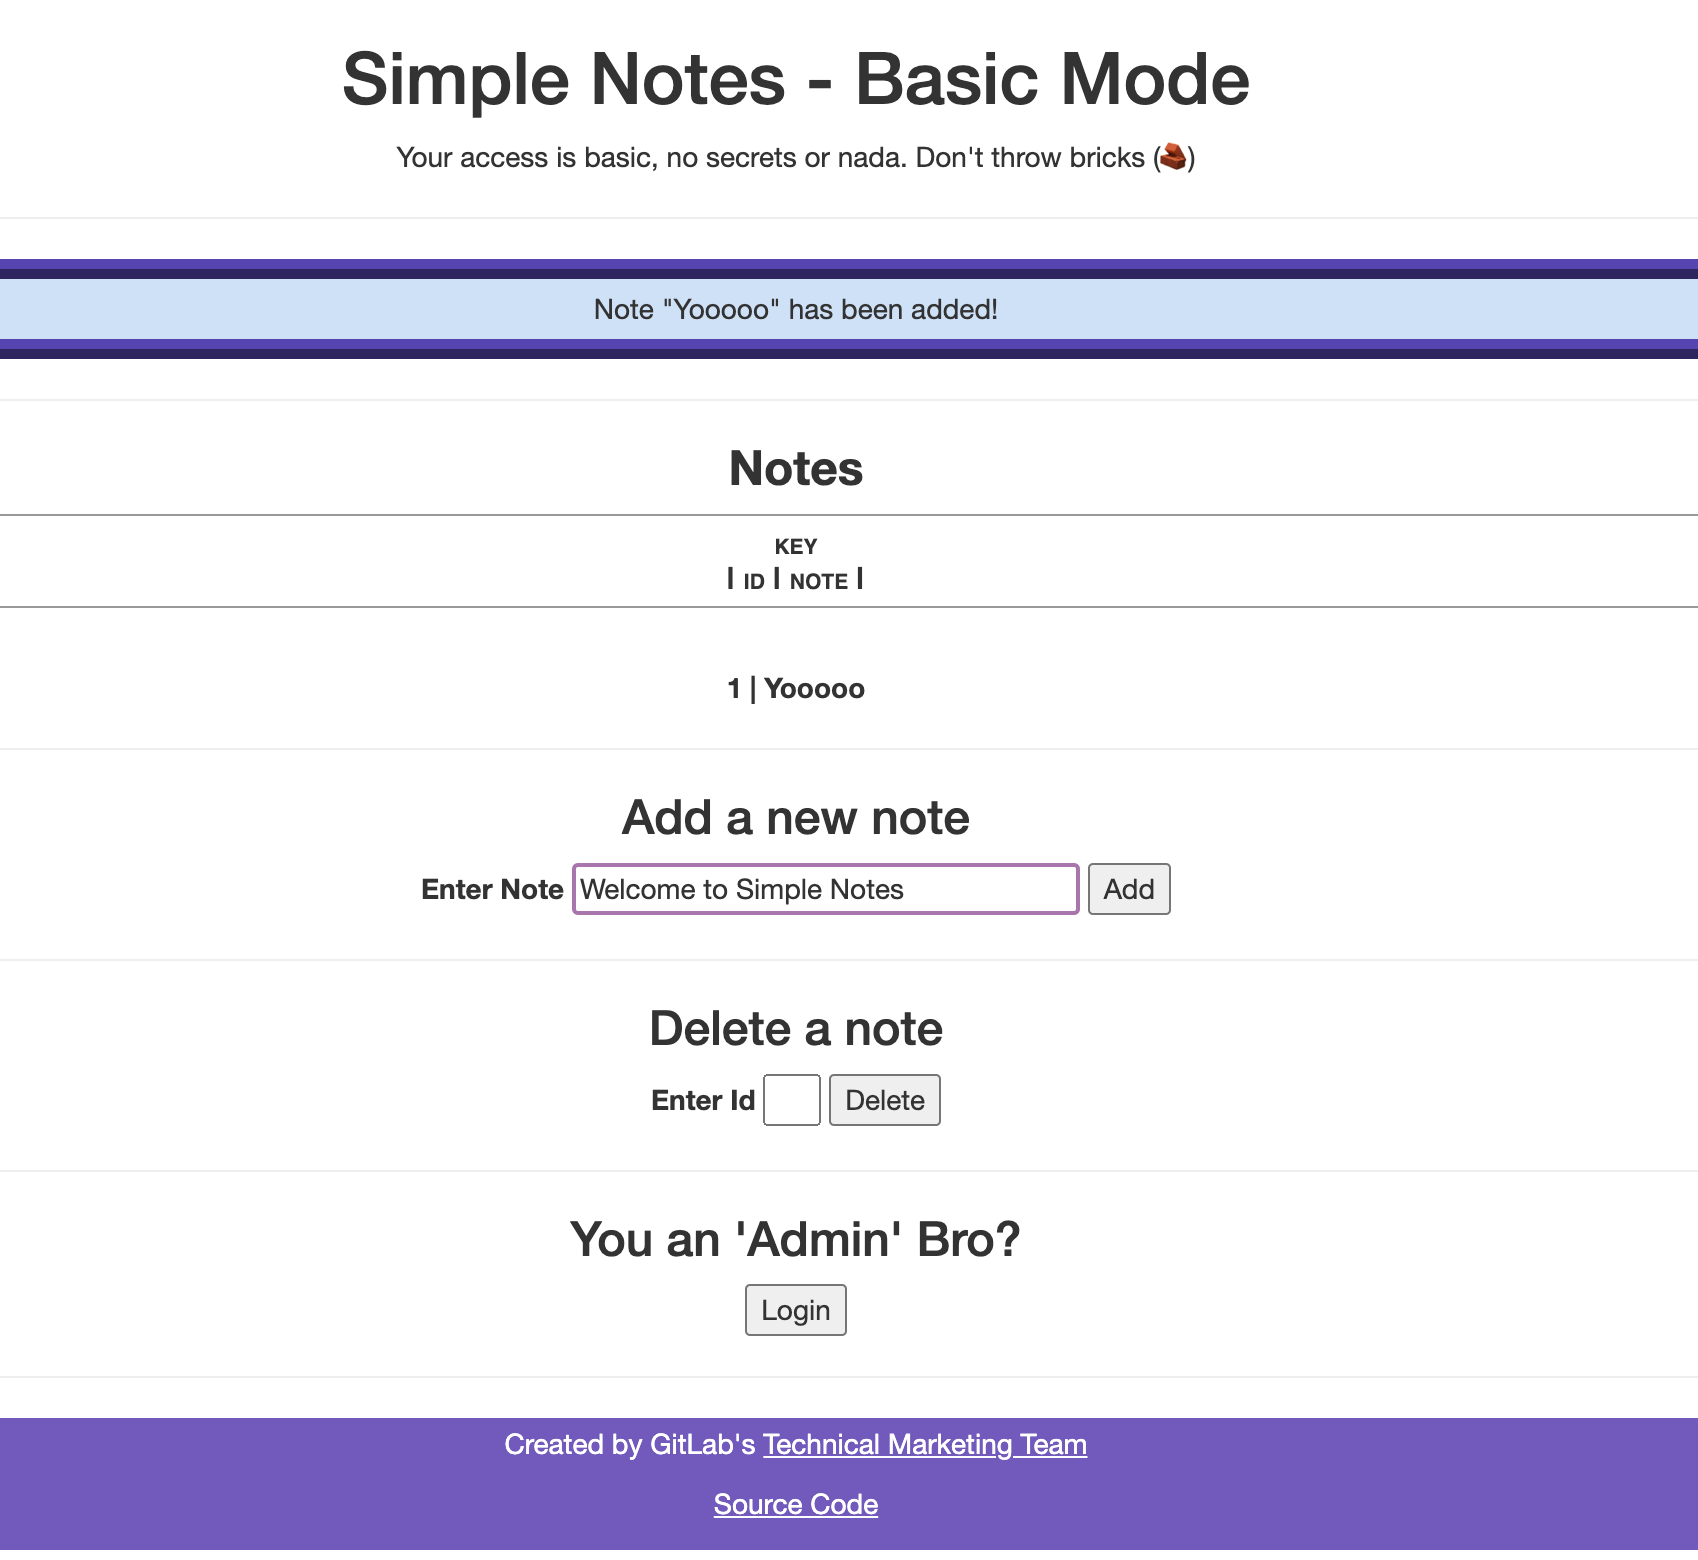 Simple Notes - Basic Mode
Your access is basic, no secrets or nada. Don't throw bricks (🧱)
Note "Yooooo" has been added!
Notes
KEY
| ID | NOTE |
1 | Yooooo
Add a new note
Enter Note Welcome to Simple Notes Add
Delete a note
Enter Id Delete
You an 'Admin' Bro?
Login
Created by GitLab's Technical Marketing Team
Source Code